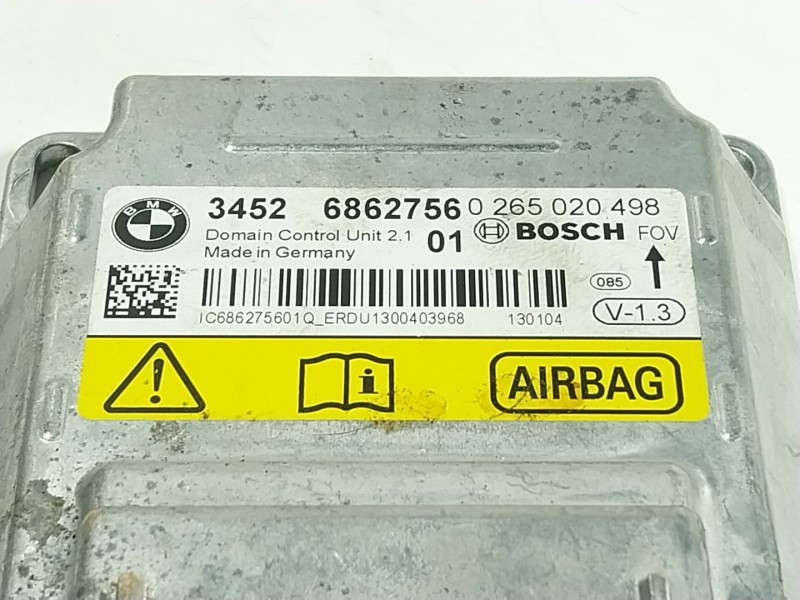 BMW
3452 6862756 0 265 020 498
Domain Control Unit 2.1 01 BOSCH FOV
Made in Germany
085
V-1.3
IC686275601Q_ERDU1300403968 130104
AIRBAG